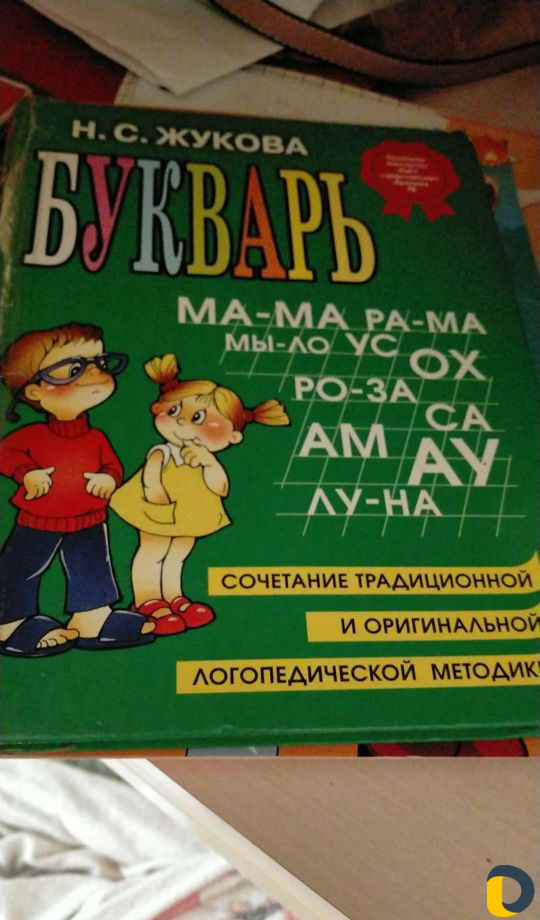 Н. С. ЖУКОВА
БУКВАРЬ
МА-МА РА-МА
МЫ-ЛО УС ОХ
РО-ЗА СА
АМ АУ
ЛУ-НА
СОЧЕТАНИЕ ТРАДИЦИОННОЙ
И ОРИГИНАЛЬНОЙ
ЛОГОПЕДИЧЕСКОЙ МЕТОДИК